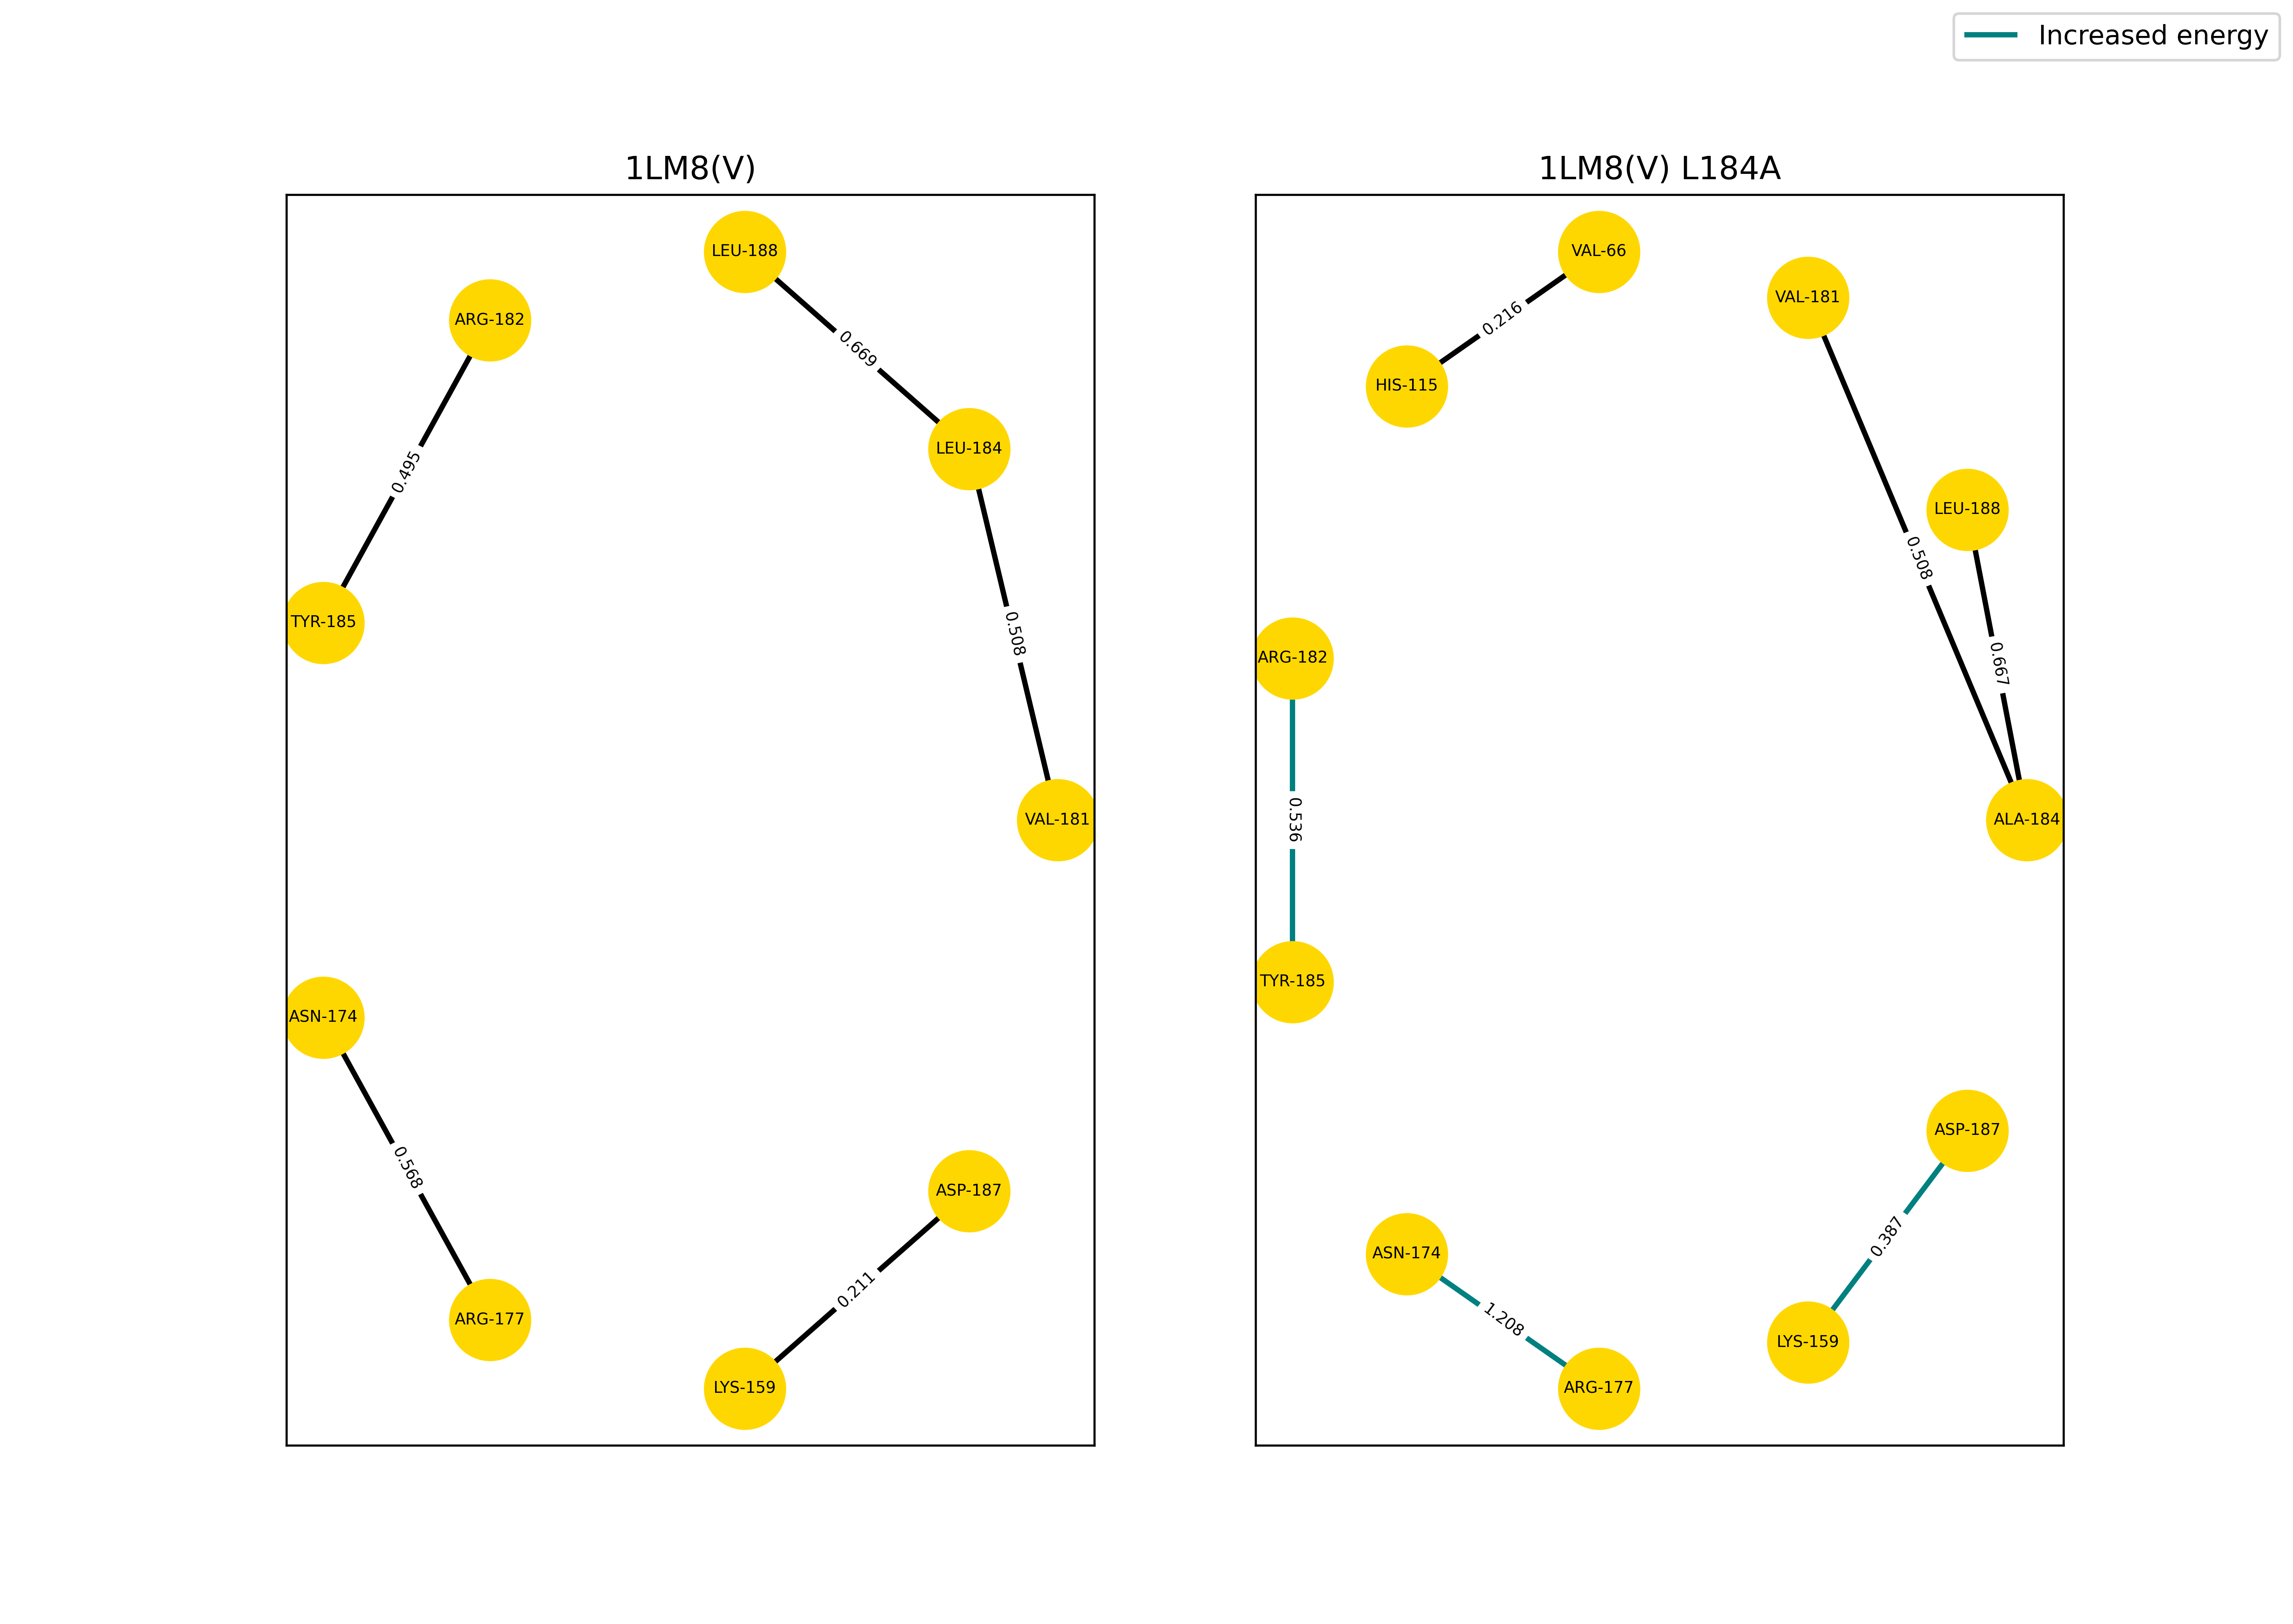 Increased energy
1LM8(V)
LEU-188
ARG-182
0.669
LEU-184
0.495
TYR-185
0.508
VAL-181
ASN-174
0.568
ASP-187
0.211
ARG-177
LYS-159
1LM8(V) L184A
VAL-66
VAL-181
0.216
HIS-115
LEU-188
0.508
ARG-182
0.667
0.536
ALA-184
TYR-185
ASP-187
0.387
ASN-174
1.208
LYS-159
ARG-177